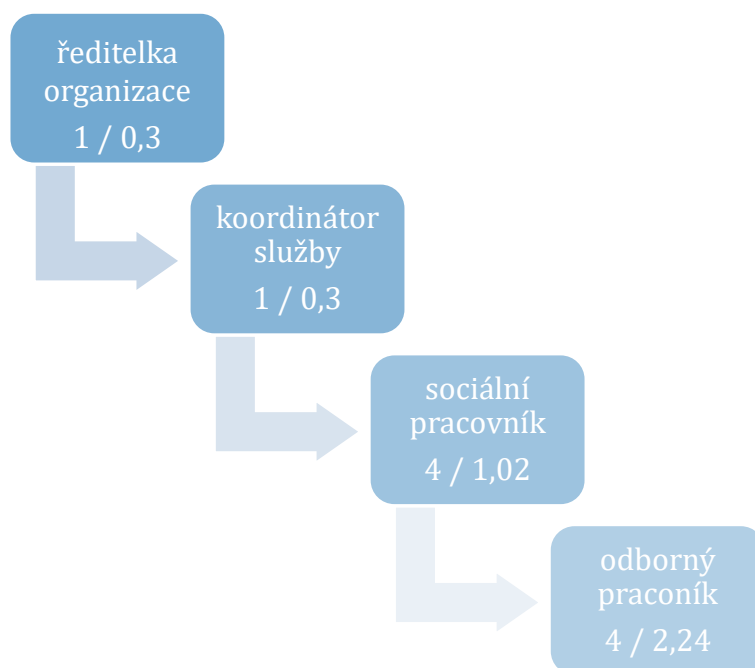 ředitelka
organizace
1 / 0,3
koordinátor
služby
1 / 0,3
sociální
pracovník
4 / 1,02
odborný
praconík
4 / 2,24